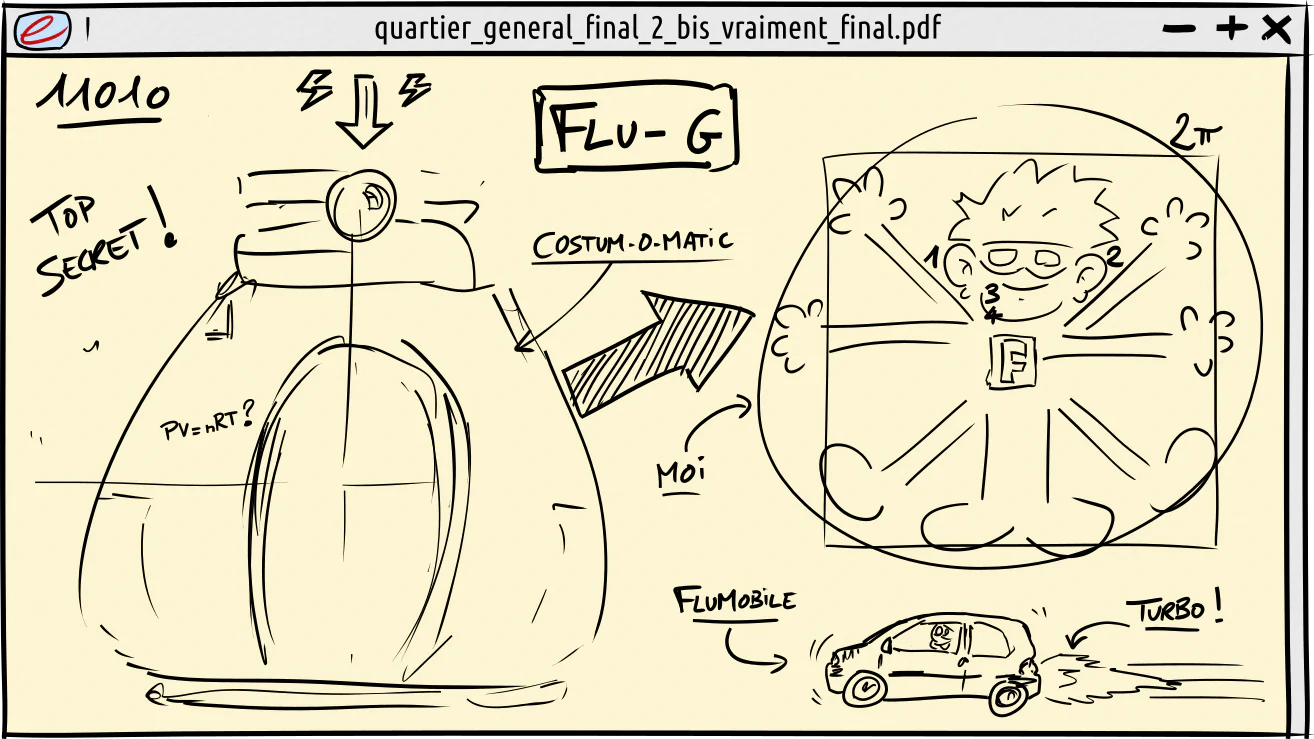 quartier_general_final_2_bis_vraiment_final.pdf
11010
FLU-G
2π
TOP
SECRET !
COSTUM-O-MATIC
1
2
3
4
F
PV=nRT?
MOI
FLUMOBILE
TURBO !